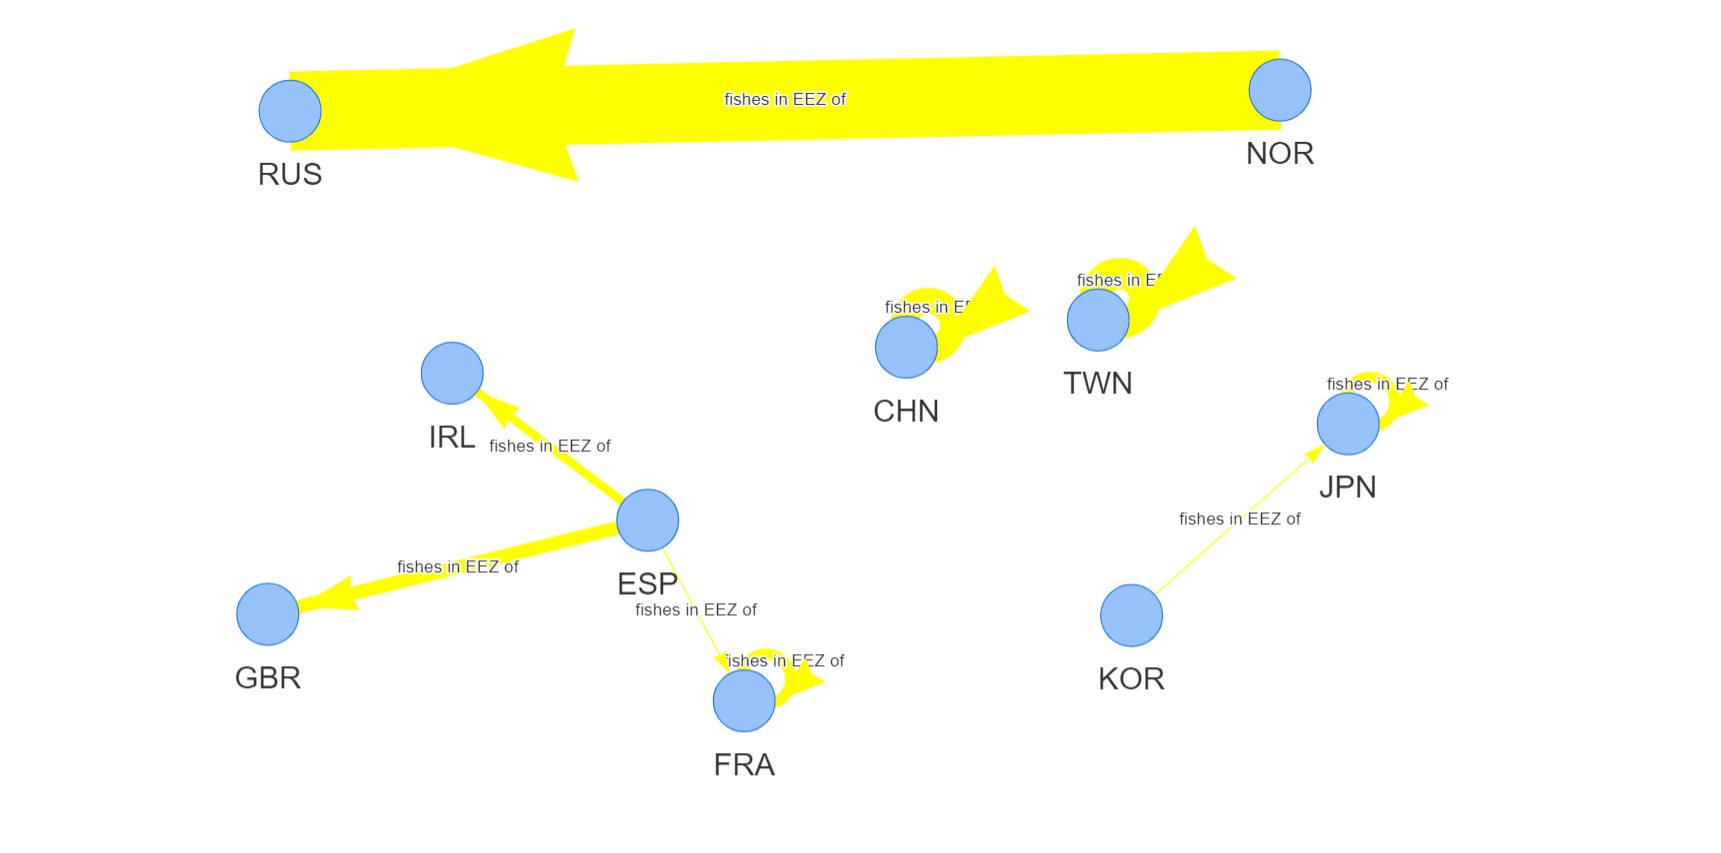 fishes in EEZ of
RUS
NOR
fishes in E
fishes in E
CHN
TWN
fishes in EEZ of
JPN
IRL
fishes in EEZ of
fishes in EEZ of
ESP
fishes in EEZ of
GBR
fishes in EEZ of
fishes in EEZ of
FRA
KOR